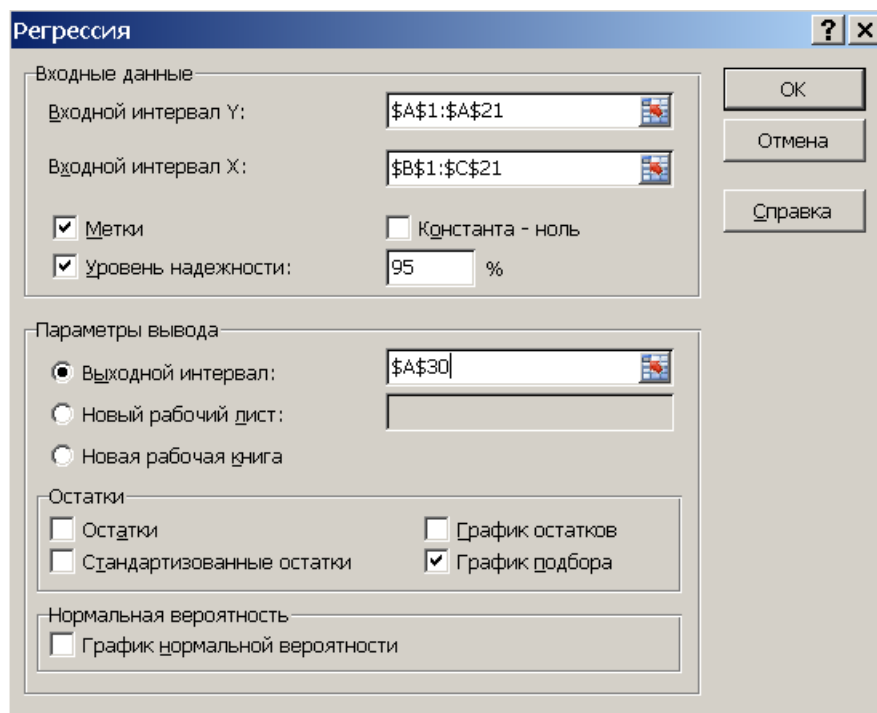 Регрессия
Входные данные
Входной интервал Y: $A$1:$A$21
Входной интервал X: $B$1:$C$21
Метки Константа - ноль
Уровень надежности: 95 %
OK
Отмена
Справка
Параметры вывода
Выходной интервал: $A$30
Новый рабочий лист:
Новая рабочая книга
Остатки
Остатки График остатков
Стандартизованные остатки График подбора
Нормальная вероятность
График нормальной вероятности